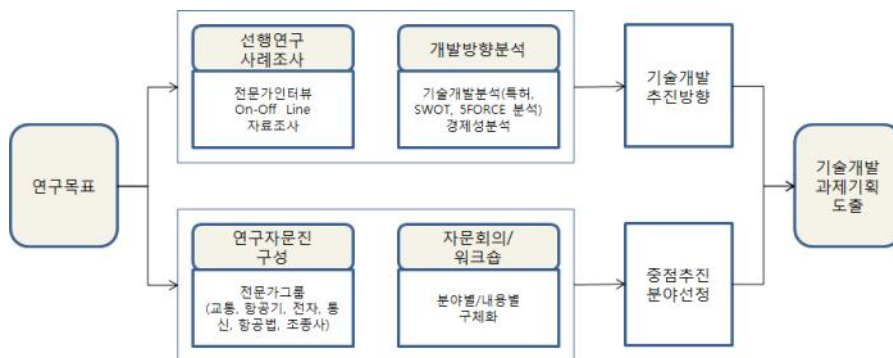 연구목표
선행연구
사례조사
전문가인터뷰
On-Off Line
자료조사
개발방향분석
기술개발분석(특허,
SWOT, 5FORCE 분석)
경제성분석
기술개발
추진방향
연구자문진
구성
전문가그룹
(교통, 항공기, 전자, 통
신, 항공법, 조종사)
자문회의/
워크숍
분야별/내용별
구체화
중점추진
분야선정
기술개발
과제기획
도출